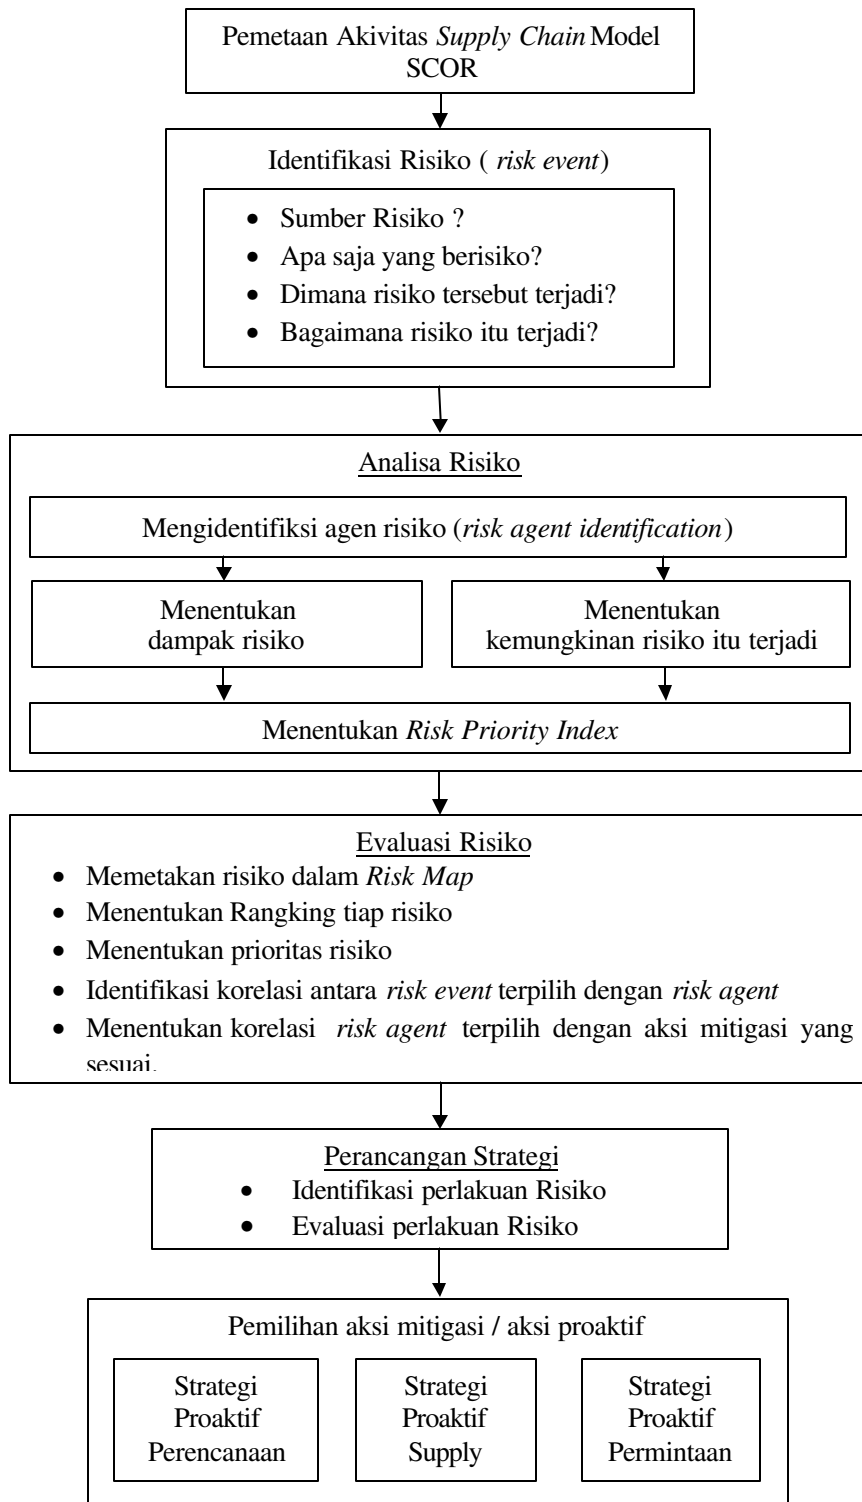 Pemetaan Akivitas Supply Chain Model
SCOR
Identifikasi Risiko ( risk event)
• Sumber Risiko ?
• Apa saja yang berisiko?
• Dimana risiko tersebut terjadi?
• Bagaimana risiko itu terjadi?
Analisa Risiko
Mengidentifiksi agen risiko (risk agent identification)
Menentukan
dampak risiko
Menentukan
kemungkinan risiko itu terjadi
Menentukan Risk Priority Index
Evaluasi Risiko
• Memetakan risiko dalam Risk Map
• Menentukan Rangking tiap risiko
• Menentukan prioritas risiko
• Identifikasi korelasi antara risk event terpilih dengan risk agent
• Menentukan korelasi risk agent terpilih dengan aksi mitigasi yang
sesuai.
Perancangan Strategi
• Identifikasi perlakuan Risiko
• Evaluasi perlakuan Risiko
Pemilihan aksi mitigasi / aksi proaktif
Strategi
Proaktif
Perencanaan
Strategi
Proaktif
Supply
Strategi
Proaktif
Permintaan